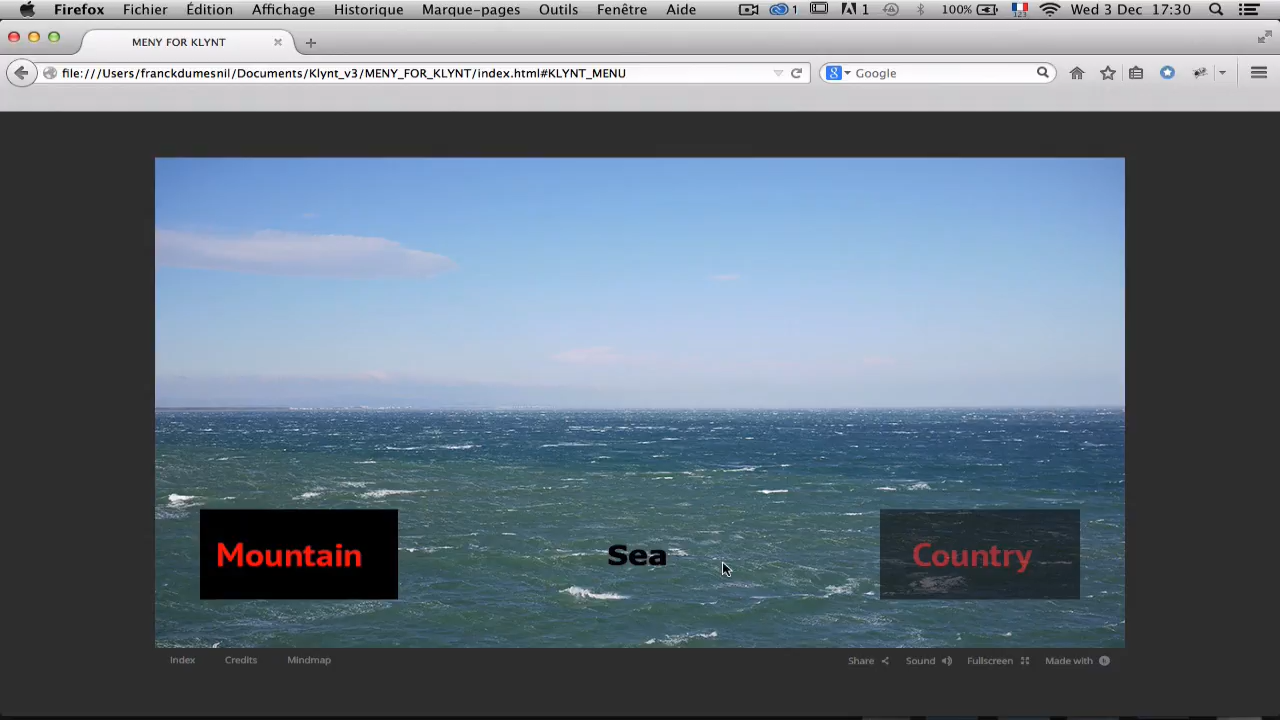 Firefox Fichier Édition Affichage Historique Marque-pages Outils Fenêtre Aide 1 1 100% 123 Wed 3 Dec 17:30
MENY FOR KLYNT
file:///Users/franckdumesnil/Documents/Klynt_v3/MENY_FOR_KLYNT/index.html#KLYNT_MENU
Google
Mountain
Sea
Country
Index Credits Mindmap Share Sound Fullscreen Made with